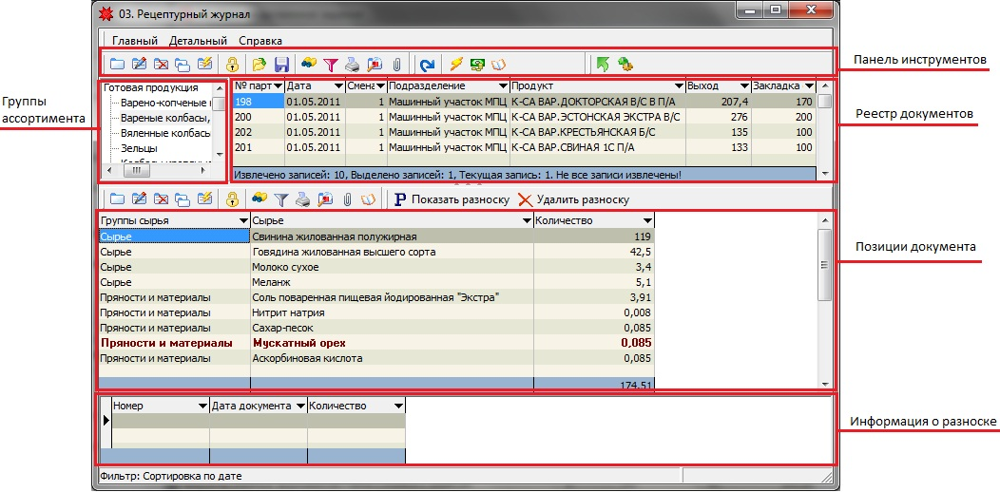 03. Рецептурный журнал
Главный Детальный Справка
Панель инструментов
Группы
ассортимента
Готовая продукция
Варено-копченые
Вареные колбасы,
Вяленные колбасы
Зельцы
№ парт Дата Смена Подразделение Продукт Выход Закладка
198 01.05.2011 1 Машинный участок МПЦ К-СА ВАР.ДОКТОРСКАЯ В/С В П/А 207,4 170
200 01.05.2011 1 Машинный участок МПЦ К-СА ВАР.ЭСТОНСКАЯ ЭКСТРА В/С 276 200
202 01.05.2011 1 Машинный участок МПЦ К-СА ВАР.КРЕСТЬЯНСКАЯ Б/С 135 100
201 01.05.2011 1 Машинный участок МПЦ К-СА ВАР.СВИНАЯ 1С П/А 133 100
Извлечено записей: 10, Выделено записей: 1, Текущая запись: 1. Не все записи извлечены!
Реестр документов
P Показать разноску Удалить разноску
Группы сырья Сырье Количество
Сырье Свинина жилованная полужирная 119
Сырье Говядина жилованная высшего сорта 42,5
Сырье Молоко сухое 3,4
Сырье Меланж 5,1
Пряности и материалы Соль поваренная пищевая йодированная "Экстра" 3,91
Пряности и материалы Нитрит натрия 0,008
Пряности и материалы Сахар-песок 0,085
Пряности и материалы Мускатный орех 0,085
Пряности и материалы Аскорбиновая кислота 0,085
174,51
Позиции документа
Номер Дата документа Количество
Информация о разноске
Фильтр: Сортировка по дате